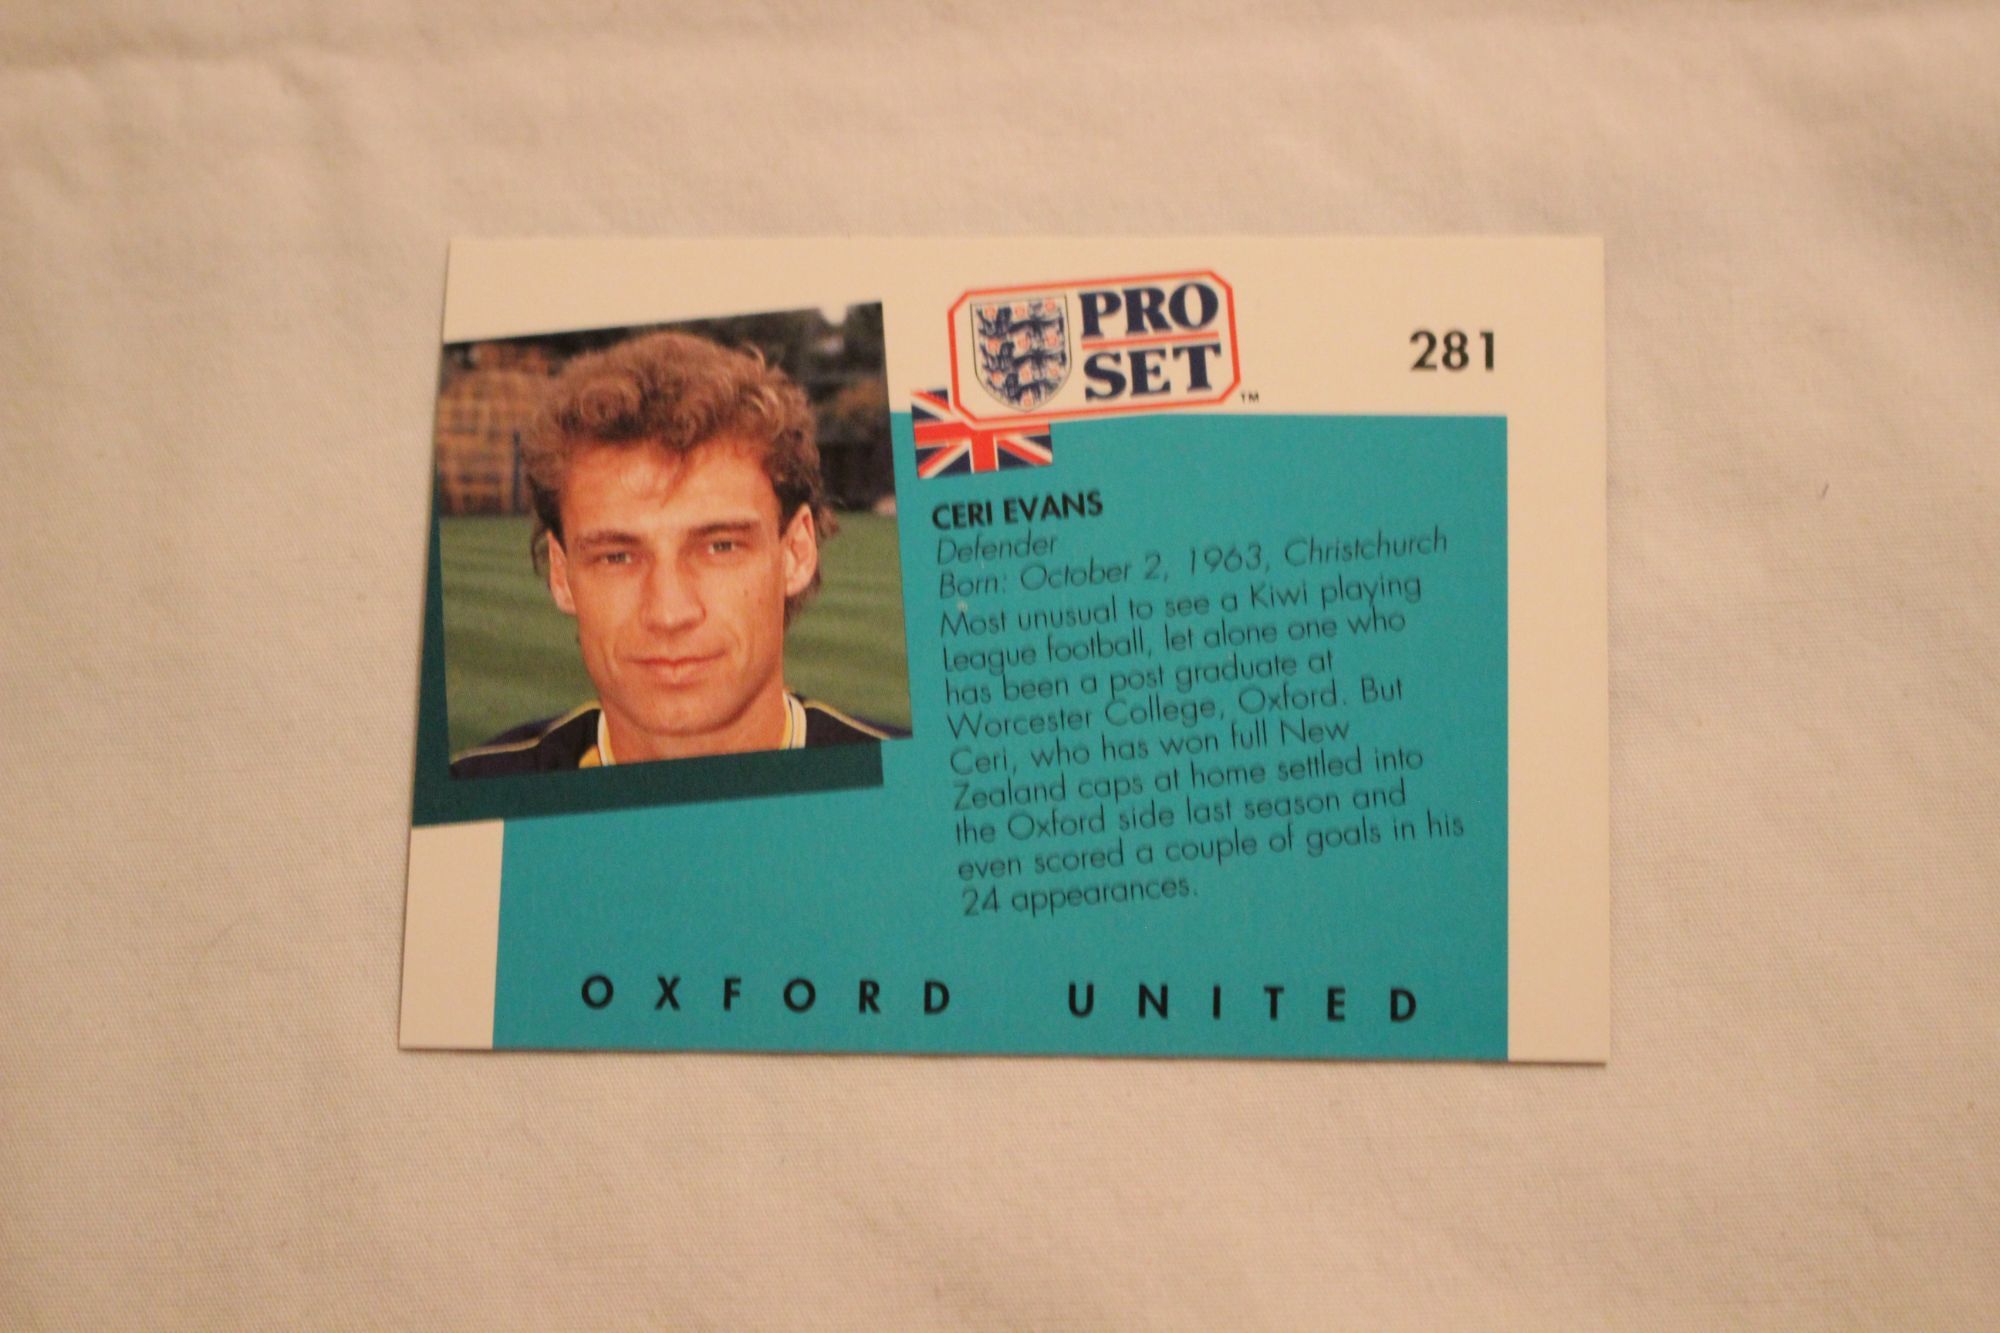 PRO
SET
TM
281
CERI EVANS
Defender
Born: October 2, 1963, Christchurch
Most unusual to see a Kiwi playing
League football, let alone one who
has been a post graduate at
Worcester College, Oxford. But
Ceri, who has won full New
Zealand caps at home settled into
the Oxford side last season and
even scored a couple of goals in his
24 appearances.
OXFORD UNITED